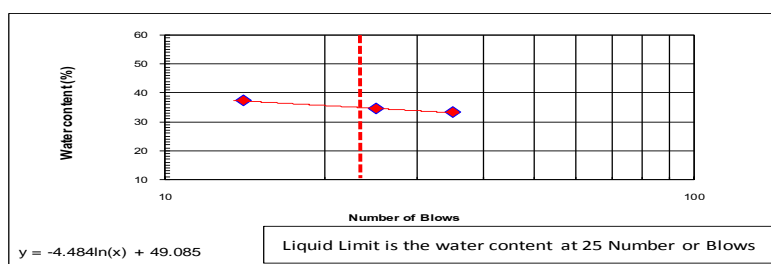 60
50
40
30
20
10
Water content (%)
10
100
Number of Blows
y = -4.484ln(x) + 49.085
Liquid Limit is the water content at 25 Number or Blows